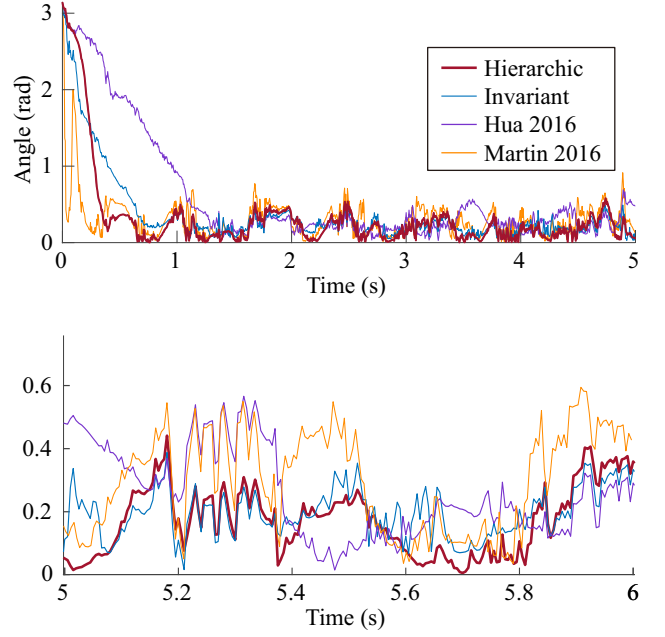 3
2
1
0
Angle (rad)
Hierarchic
Invariant
Hua 2016
Martin 2016
0 1 2 3 4 5
Time (s)
0.6
0.4
0.2
0
5 5.2 5.4 5.6 5.8 6
Time (s)